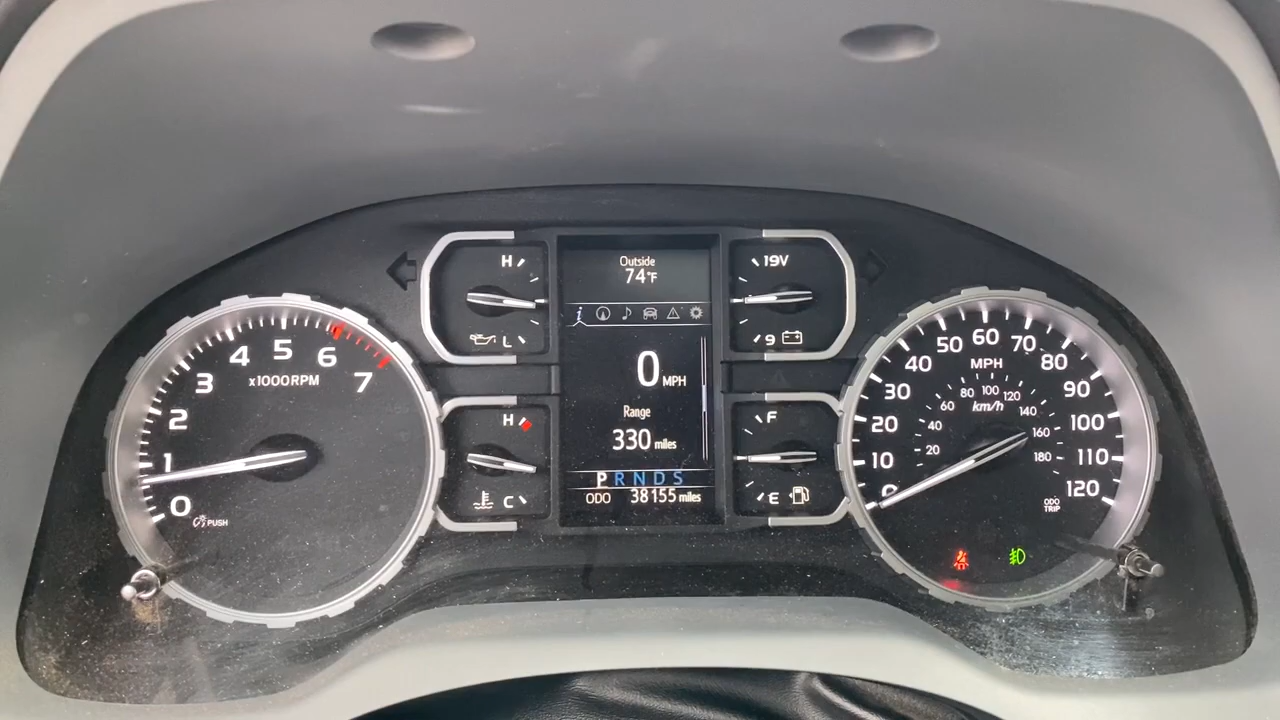 Outside
74°F
i
0 MPH
Range
330 miles
P R N D S
ODO 38155 miles
H
L
H
C
19V
9
F
E
0
1
2
3
4
5
6
7
x1000RPM
PUSH
0
10
20
30
40
50
60
70
80
90
100
110
120
MPH
20
40
60
80
100
120
140
160
180
km/h
ODO
TRIP